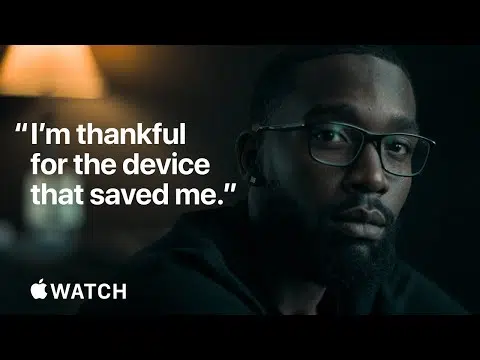 “I’m thankful
for the device
that saved me.”
WATCH